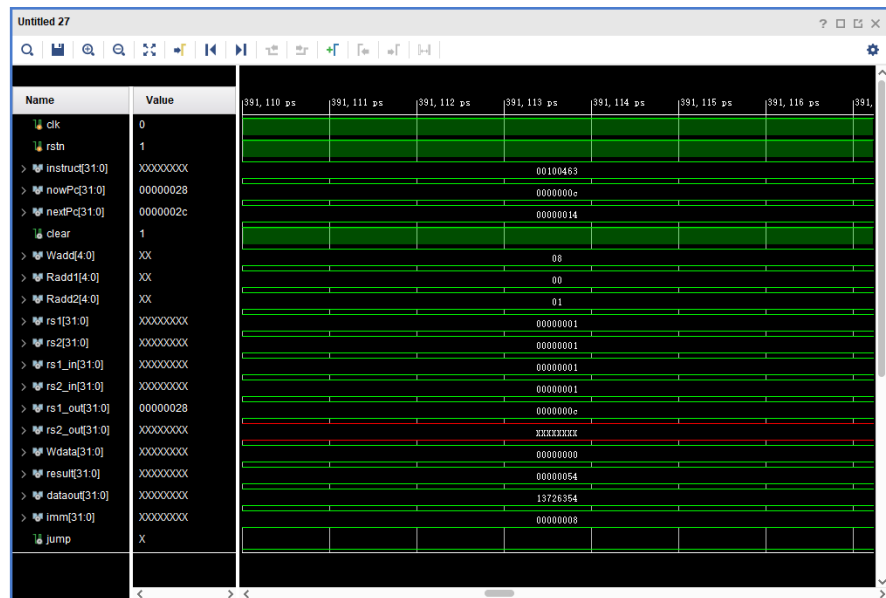 Untitled 27
Name Value 391,110 ps 391,111 ps 391,112 ps 391,113 ps 391,114 ps 391,115 ps 391,116 ps 391,
clk 0
rstn 1
instruct[31:0] XXXXXXXX 00100463
nowPc[31:0] 00000028 0000000c
nextPc[31:0] 0000002c 00000014
clear 1
Wadd[4:0] XX 08
Radd1[4:0] XX 00
Radd2[4:0] XX 01
rs1[31:0] XXXXXXXX 00000001
rs2[31:0] XXXXXXXX 00000001
rs1_in[31:0] XXXXXXXX 00000001
rs2_in[31:0] XXXXXXXX 00000001
rs1_out[31:0] 00000028 0000000c
rs2_out[31:0] XXXXXXXX XXXXXXXX
Wdata[31:0] XXXXXXXX 00000000
result[31:0] XXXXXXXX 00000054
dataout[31:0] XXXXXXXX 13726354
imm[31:0] XXXXXXXX 00000008
jump X